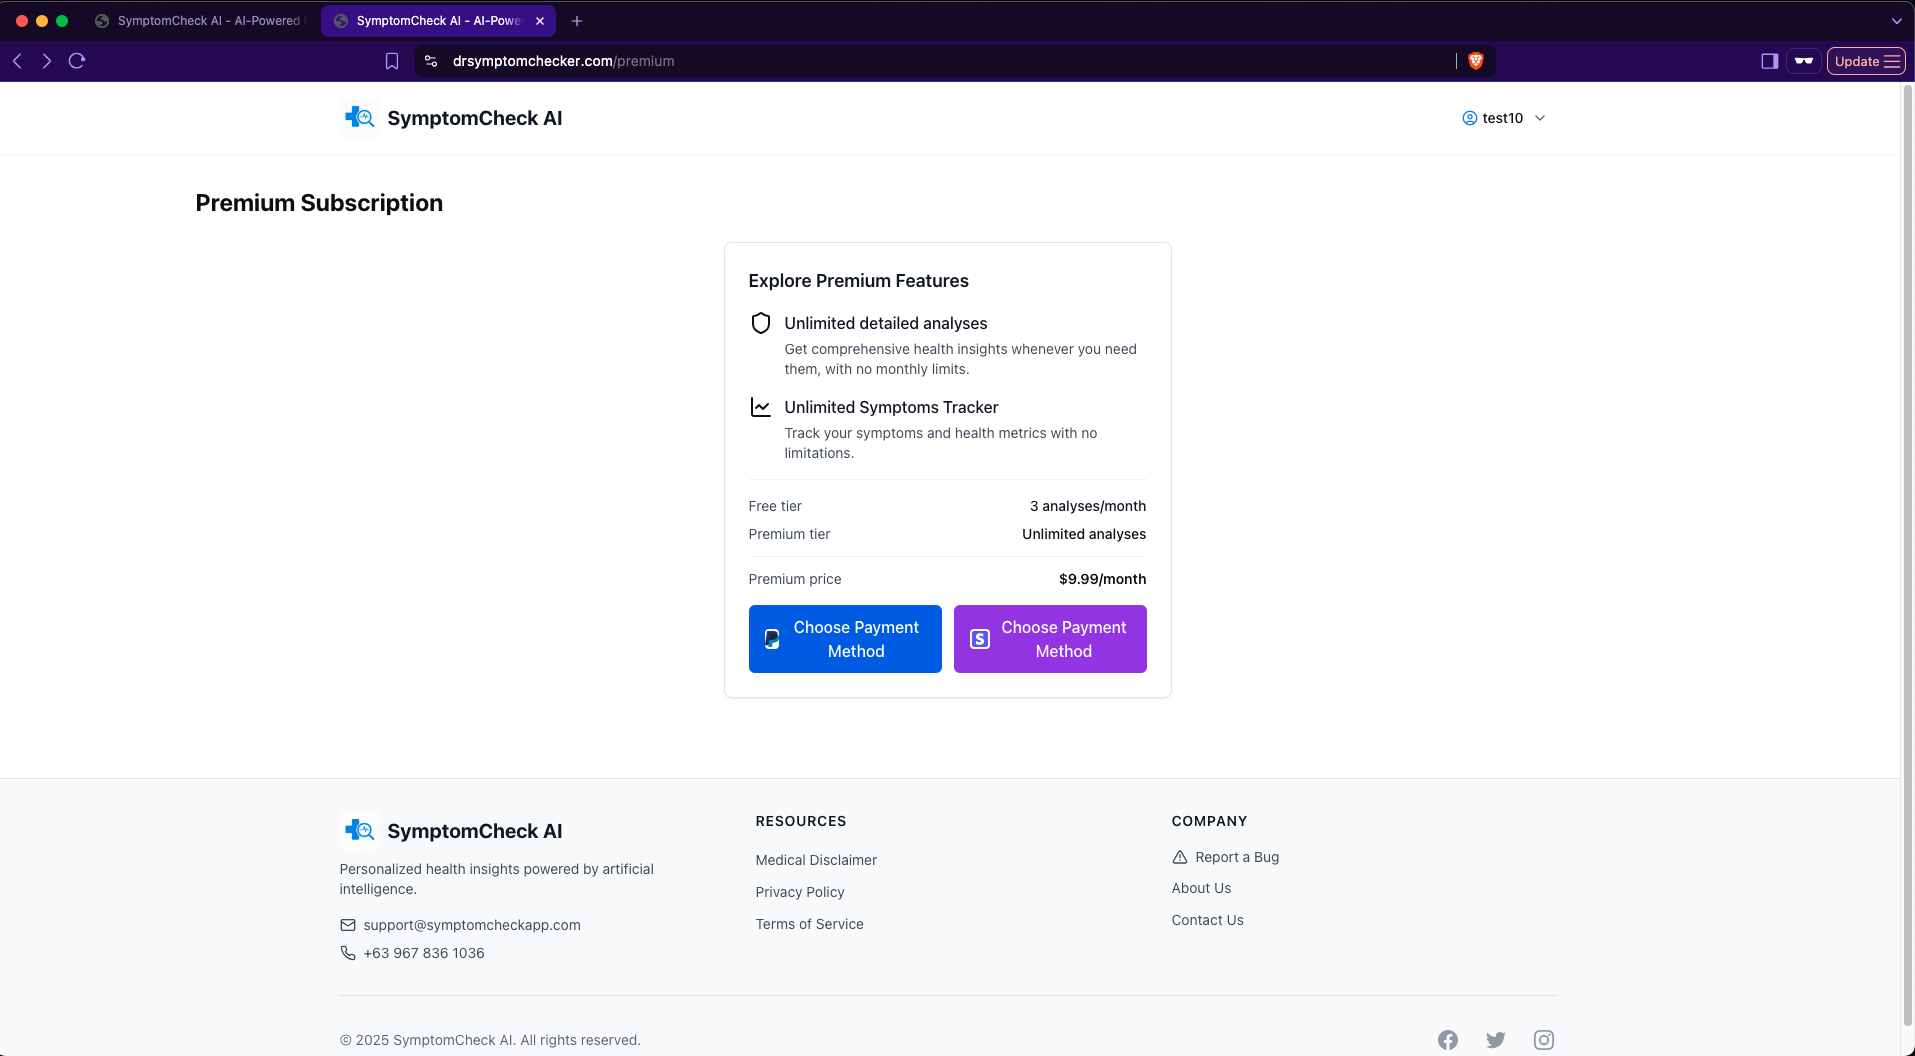 SymptomCheck AI - AI-Powered
SymptomCheck AI - AI-Powe
drsymptomchecker.com/premium
Update
SymptomCheck AI
test10
Premium Subscription
Explore Premium Features
Unlimited detailed analyses
Get comprehensive health insights whenever you need
them, with no monthly limits.
Unlimited Symptoms Tracker
Track your symptoms and health metrics with no
limitations.
Free tier 3 analyses/month
Premium tier Unlimited analyses
Premium price $9.99/month
Choose Payment
Method
S Choose Payment
Method
SymptomCheck AI
Personalized health insights powered by artificial
intelligence.
support@symptomcheckapp.com
+63 967 836 1036
RESOURCES
Medical Disclaimer
Privacy Policy
Terms of Service
COMPANY
Report a Bug
About Us
Contact Us
© 2025 SymptomCheck AI. All rights reserved.